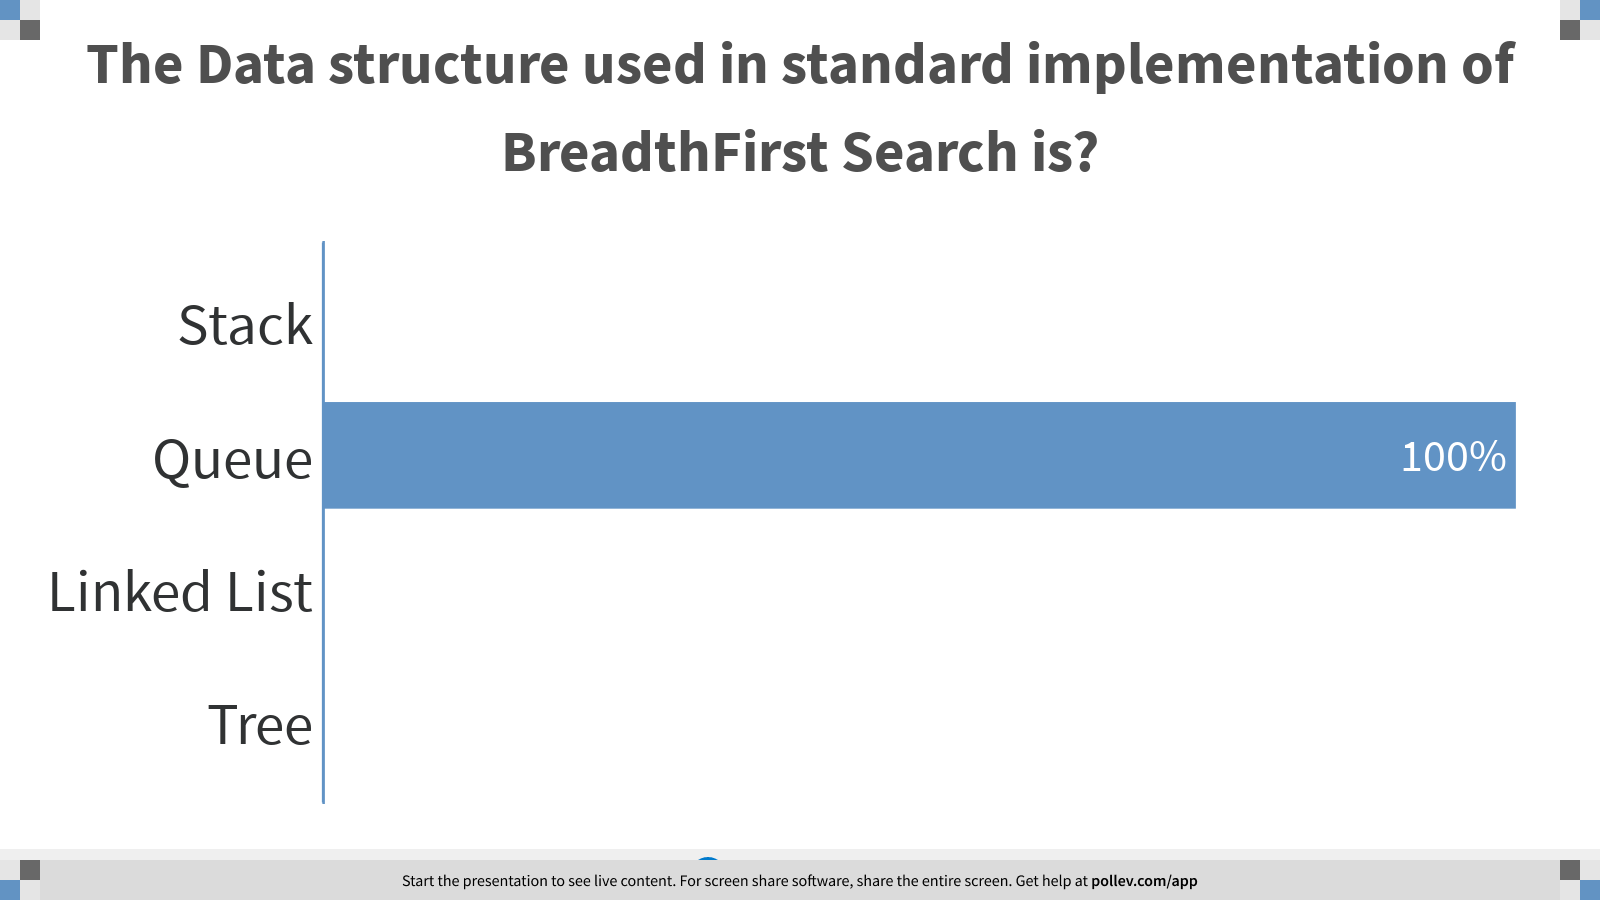 The Data structure used in standard implementation of
BreadthFirst Search is?
Stack
Queue
100%
Linked List
Tree
Start the presentation to see live content. For screen share software, share the entire screen. Get help at pollev.com/app